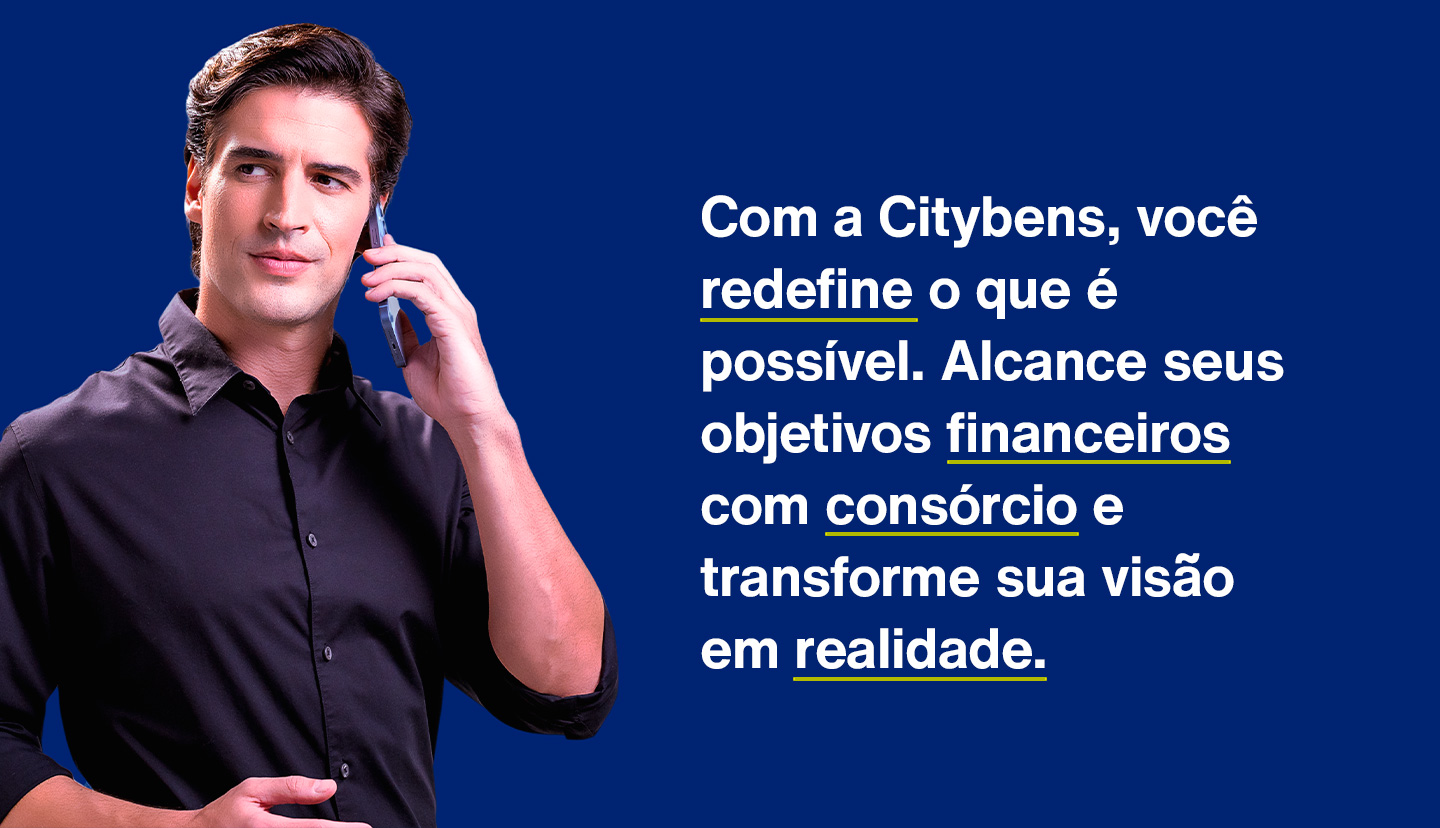 Com a Citybens, você
redefine o que é
possível. Alcance seus
objetivos financeiros
com consórcio e
transforme sua visão
em realidade.